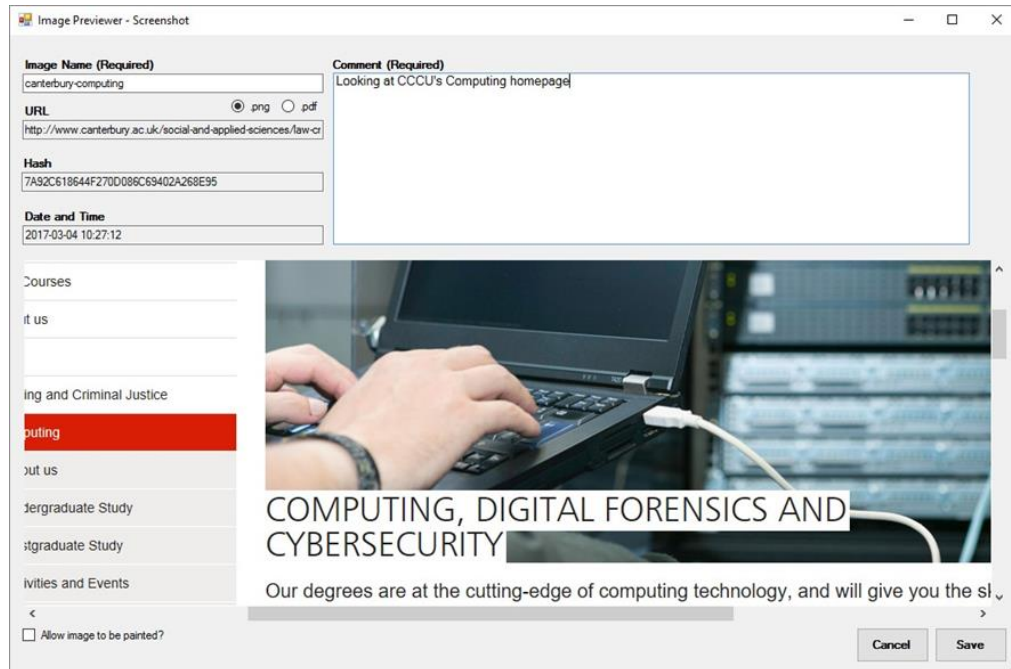 Image Previewer - Screenshot
Image Name (Required)
canterbury-computing
URL
.png
.pdf
http://www.canterbury.ac.uk/social-and-applied-sciences/law-cr
Hash
7A92C618644F270D086C69402A268E95
Date and Time
2017-03-04 10:27:12
Comment (Required)
Looking at CCCU's Computing homepage
Courses
t us
ing and Criminal Justice
puting
out us
dergraduate Study
stgraduate Study
ivities and Events
COMPUTING, DIGITAL FORENSICS AND
CYBERSECURITY
Our degrees are at the cutting-edge of computing technology, and will give you the sk
Allow image to be painted?
Cancel
Save